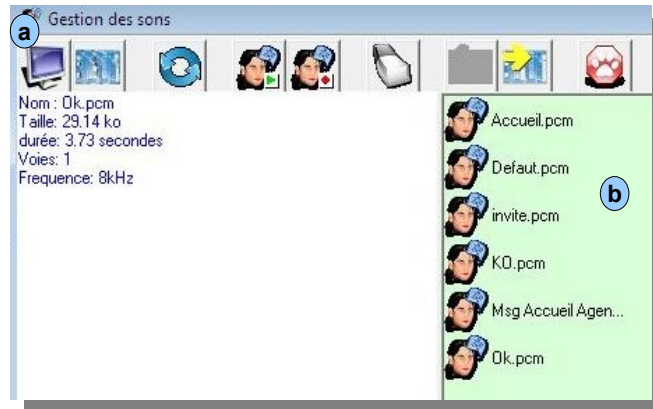 Gestion des sons
a
Nom : Ok.pcm
Taille: 29.14 ko
durée: 3.73 secondes
Voies: 1
Frequence: 8kHz
Accueil.pcm
Defaut.pcm
b
invite.pcm
KO.pcm
Msg Accueil Agen...
Ok.pcm